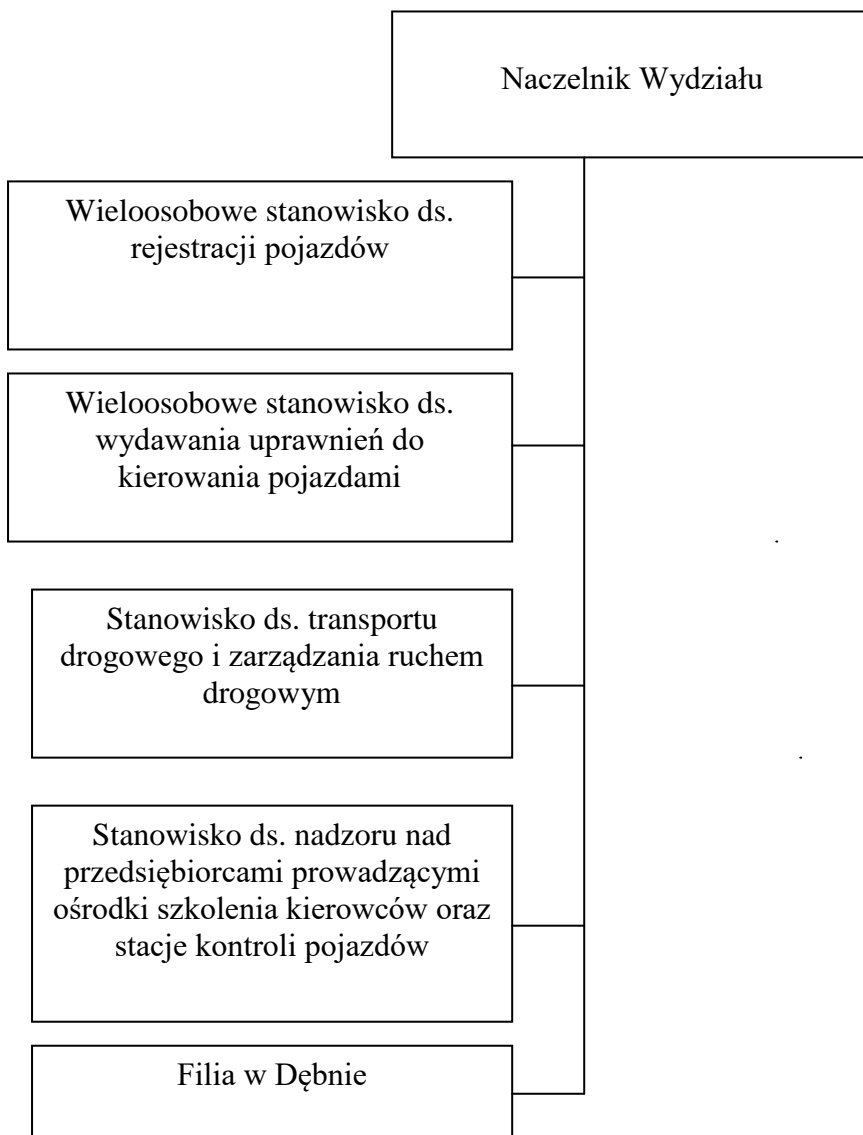 Naczelnik Wydziału
Wieloosobowe stanowisko ds.
rejestracji pojazdów
Wieloosobowe stanowisko ds.
wydawania uprawnień do
kierowania pojazdami
Stanowisko ds. transportu
drogowego i zarządzania ruchem
drogowym
Stanowisko ds. nadzoru nad
przedsiębiorcami prowadzącymi
ośrodki szkolenia kierowców oraz
stacje kontroli pojazdów
Filia w Dębnie